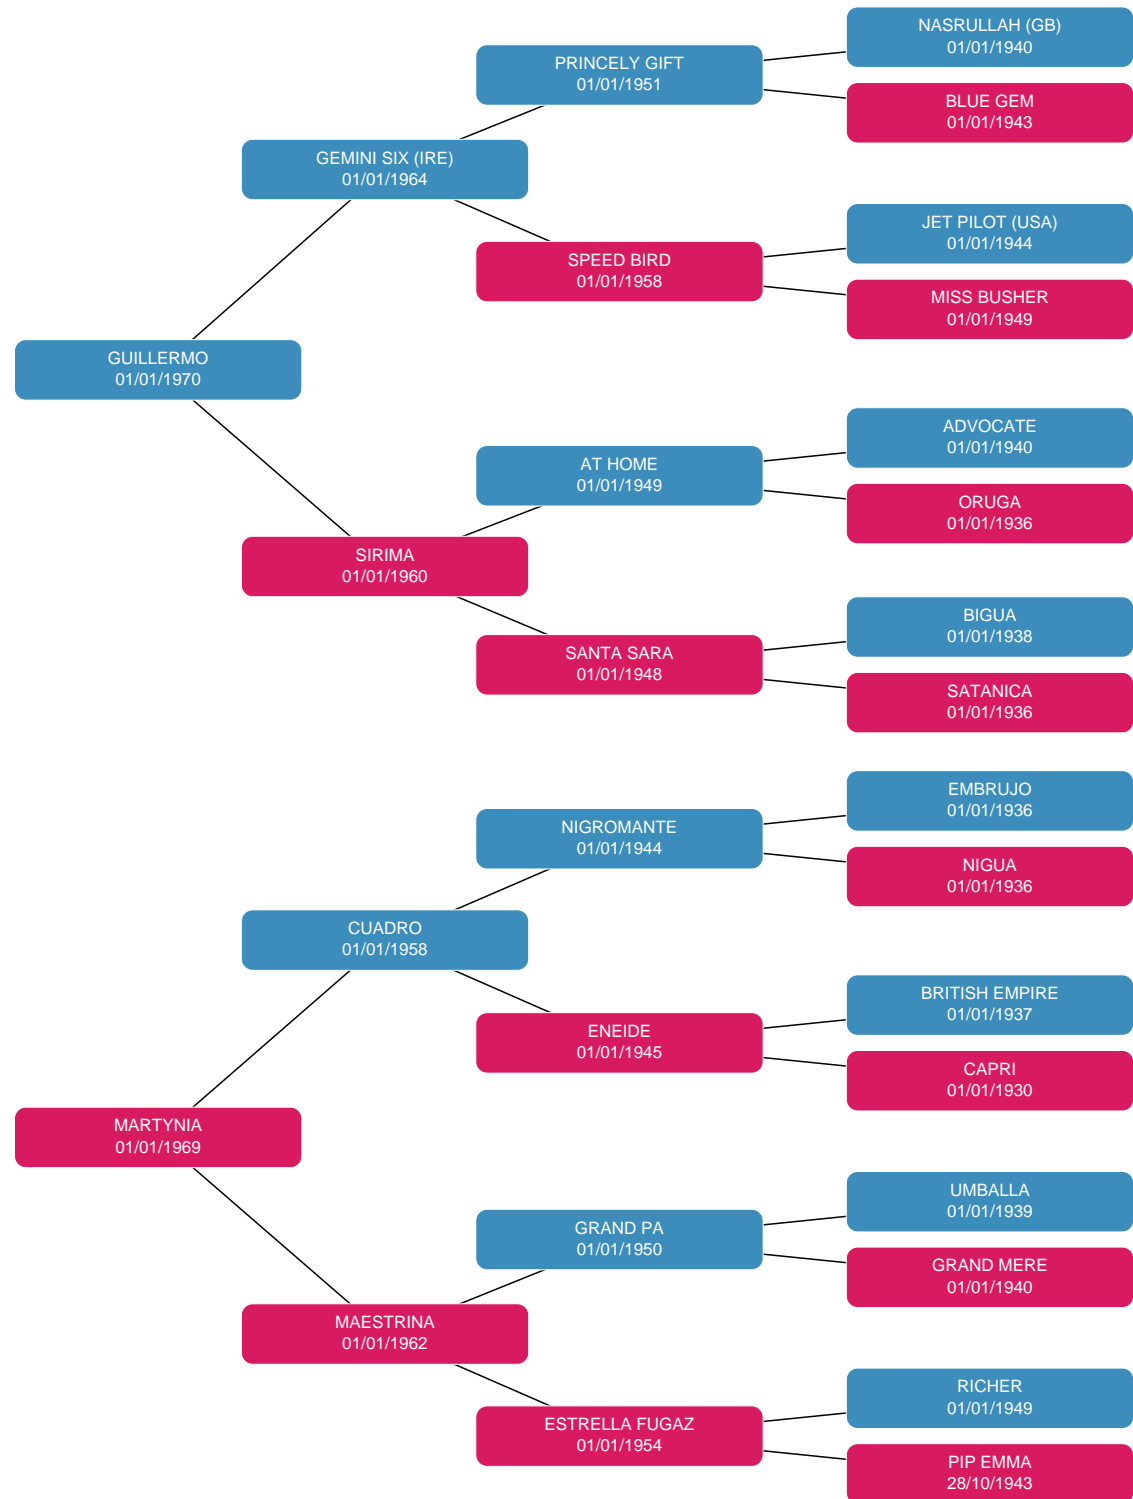 NASRULLAH (GB)
01/01/1940
PRINCELY GIFT
01/01/1951
BLUE GEM
01/01/1943
GEMINI SIX (IRE)
01/01/1964
JET PILOT (USA)
01/01/1944
SPEED BIRD
01/01/1958
MISS BUSHER
01/01/1949
GUILLERMO
01/01/1970
ADVOCATE
01/01/1940
AT HOME
01/01/1949
ORUGA
01/01/1936
SIRIMA
01/01/1960
BIGUA
01/01/1938
SANTA SARA
01/01/1948
SATANICA
01/01/1936
EMBRUJO
01/01/1936
NIGROMANTE
01/01/1944
NIGUA
01/01/1936
CUADRO
01/01/1958
BRITISH EMPIRE
01/01/1937
ENEIDE
01/01/1945
CAPRI
01/01/1930
MARTYNIA
01/01/1969
UMBALLA
01/01/1939
GRAND PA
01/01/1950
GRAND MERE
01/01/1940
MAESTRINA
01/01/1962
RICHER
01/01/1949
ESTRELLA FUGAZ
01/01/1954
PIP EMMA
28/10/1943